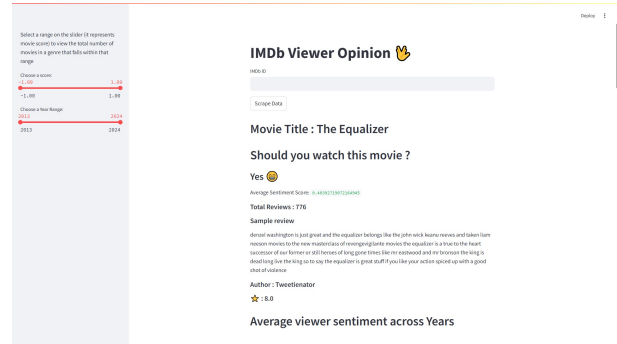 Deploy
Select a range on the slider (it represents
movie score) to view the total number of
movies in a genre that falls within that
range
Choose a score:
-1.00 1.00
-1.00 1.00
Choose a Year Range:
2013 2024
2013 2024
IMDb Viewer Opinion 🖖
IMDb ID
Scrape Data
Movie Title : The Equalizer
Should you watch this movie ?
Yes 😄
Average Sentiment Score:
Total Reviews : 776
Sample review
denzel washington is just great and the equalizer belongs like the john wick keanu reeves and taken liam
neeson movies to the new masterclass of revengevigilante movies the equalizer is a true to the heart
successor of our former or still heroes of long gone times like mr eastwood and mr bronson the king is
dead long live the king so to say the equalizer is great stuff if you like your action spiced up with a good
shot of violence
Author : Tweetienator
⭐ : 8.0
Average viewer sentiment across Years